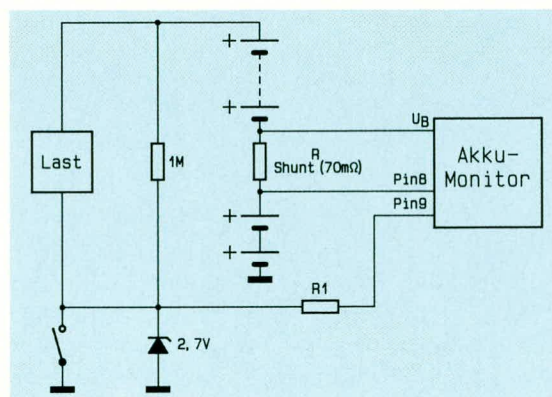 +
+
U_B
Last
1M
R
Shunt (70mΩ)
Akku-
Monitor
Pin8
Pin9
+
+
R1
2,7V